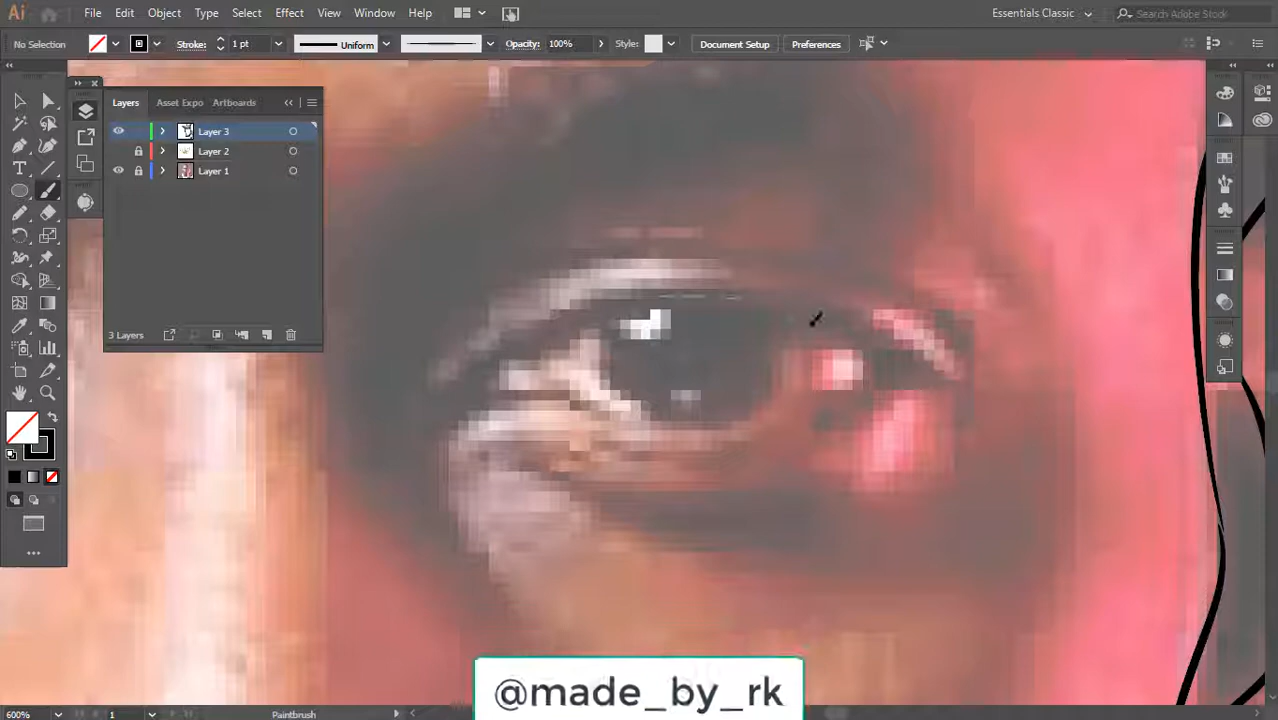 Ai File Edit Object Type Select Effect View Window Help Essentials Classic Search Adobe Stock
No Selection Stroke: 1 pt Uniform Opacity: 100% Style: Document Setup Preferences
Layers Asset Expo Artboards
Layer 3
Layer 2
Layer 1
3 Layers
@made_by_rk
600% 1 Paintbrush